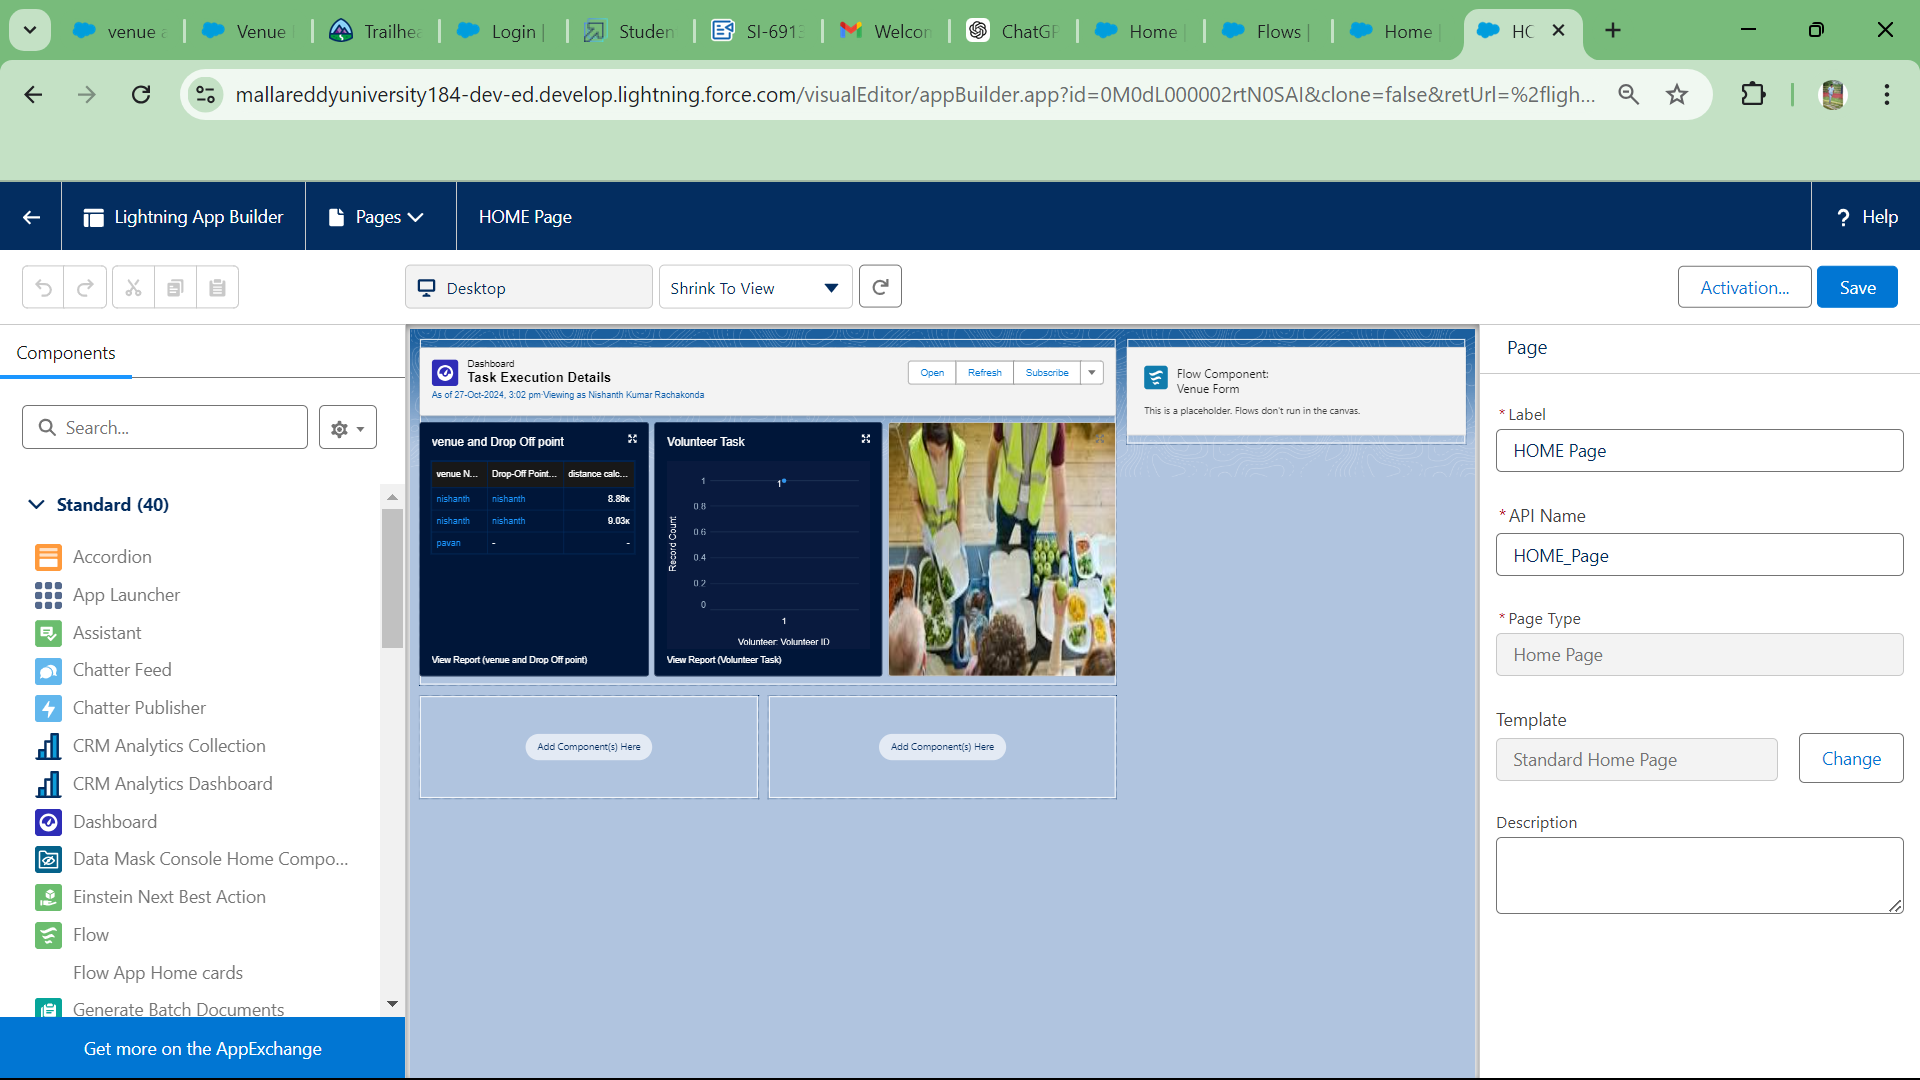 venue a
Venue
Trailhea
Login |
Studen
SI-6913
Welcon
ChatGP
Home |
Flows |
Home |
HO
mallareddyuniversity184-dev-ed.develop.lightning.force.com/visualEditor/appBuilder.app?id=0M0dL000002rtN0SAI&clone=false&retUrl=%2fligh...
Lightning App Builder
Pages
HOME Page
? Help
Desktop
Shrink To View
Activation...
Save
Components
Search...
Standard (40)
Accordion
App Launcher
Assistant
Chatter Feed
Chatter Publisher
CRM Analytics Collection
CRM Analytics Dashboard
Dashboard
Data Mask Console Home Compo...
Einstein Next Best Action
Flow
Flow App Home cards
Generate Batch Documents
Get more on the AppExchange
Dashboard
Task Execution Details
As of 27-Oct-2024, 3:02 pm·Viewing as Nishanth Kumar Rachakonda
Open
Refresh
Subscribe
venue and Drop Off point
venue N... Drop-Off Point... distance calc...
nishanth nishanth 8.86K
nishanth nishanth 9.03K
pavan - -
View Report (venue and Drop Off point)
Volunteer Task
Record Count
1
0.8
0.6
0.4
0.2
0
1
1
Volunteer: Volunteer ID
View Report (Volunteer Task)
Add Component(s) Here
Add Component(s) Here
Flow Component:
Venue Form
This is a placeholder. Flows don't run in the canvas.
Page
*Label
HOME Page
*API Name
HOME_Page
*Page Type
Home Page
Template
Standard Home Page
Change
Description